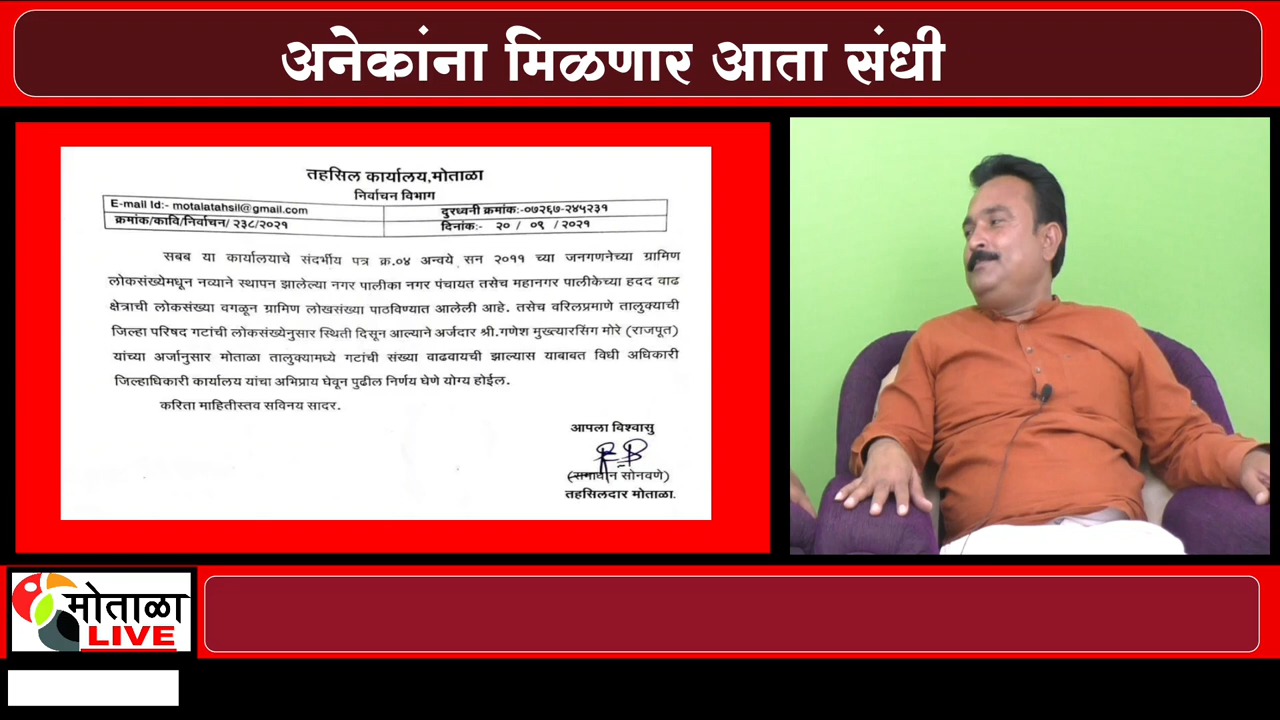 अनेकांना मिळणार आता संधी
तहसिल कार्यालय,मोताळा
निर्वाचन विभाग
E-mail Id:- motalatahsil@gmail.com
दुरध्वनी क्रमांक:-०७२६७-२४५२३१
क्रमांक/कावि/निर्वाचन/ २३८/२०२१
दिनांक:- २० / ०९ / २०२१
सबब या कार्यालयाचे संदर्भीय पत्र क्र.०४ अन्वये सन २०११ च्या जनगणनेच्या ग्रामिण
लोकसंख्येमधून नव्याने स्थापन झालेल्या नगर पालीका नगर पंचायत तसेच महानगर पालीकेच्या हदद वाढ
क्षेत्राची लोकसंख्या वगळून ग्रामिण लोखसंख्या पाठविण्यात आलेली आहे. तसेच वरिलप्रमाणे तालुक्याची
जिल्हा परिषद गटांची लोकसंख्येनुसार स्थिती दिसून आल्याने अर्जदार श्री.गणेश मुख्त्यारसिंग मोरे (राजपूत)
यांच्या अर्जानुसार मोताळा तालुक्यामध्ये गटांची संख्या वाढवायची झाल्यास याबाबत विधी अधिकारी
जिल्हाधिकारी कार्यालय यांचा अभिप्राय घेवून पुढील निर्णय घेणे योग्य होईल.
करिता माहितीस्तव सविनय सादर.
आपला विश्वासु
(समाधान सोनवणे)
तहसिलदार मोताळा.
मोताळा
LIVE